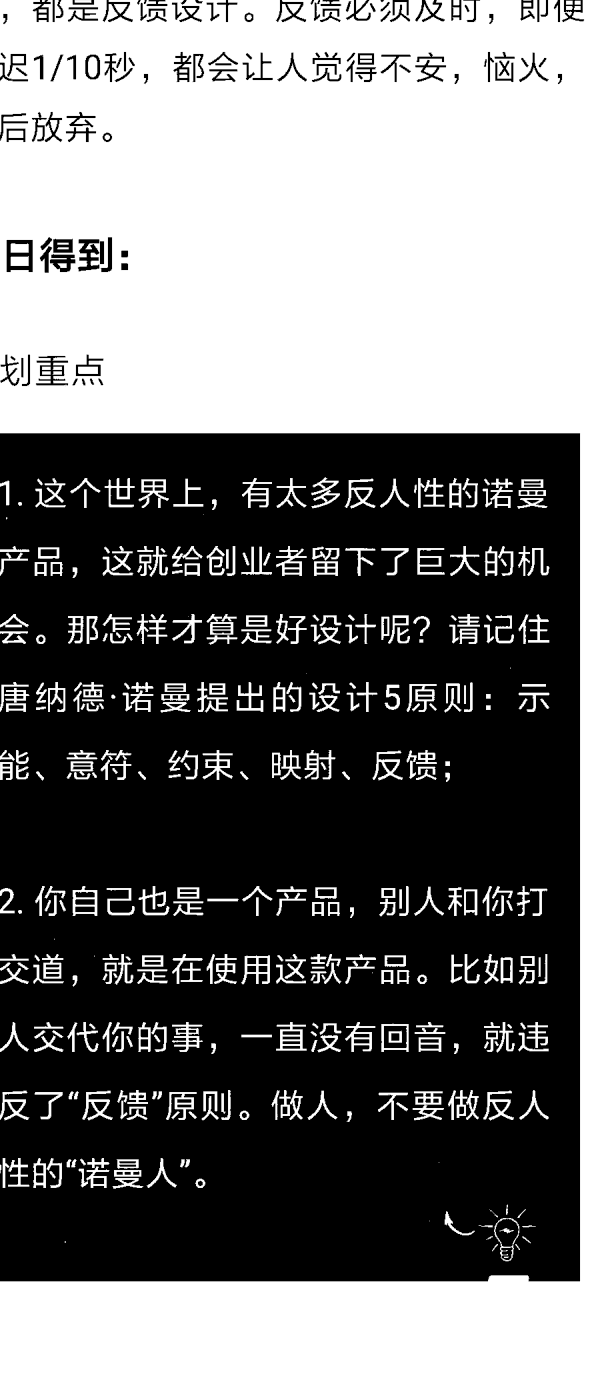 ，都是反馈设计。反馈必须及时，即便
迟1/10秒，都会让人觉得不安，恼火，
后放弃。
日得到：
划重点
1. 这个世界上，有太多反人性的诺曼
产品，这就给创业者留下了巨大的机
会。那怎样才算是好设计呢？请记住
唐纳德·诺曼提出的设计5原则：示
能、意符、约束、映射、反馈；
2. 你自己也是一个产品，别人和你打
交道，就是在使用这款产品。比如别
人交代你的事，一直没有回音，就违
反了“反馈”原则。做人，不要做反人
性的“诺曼人”。